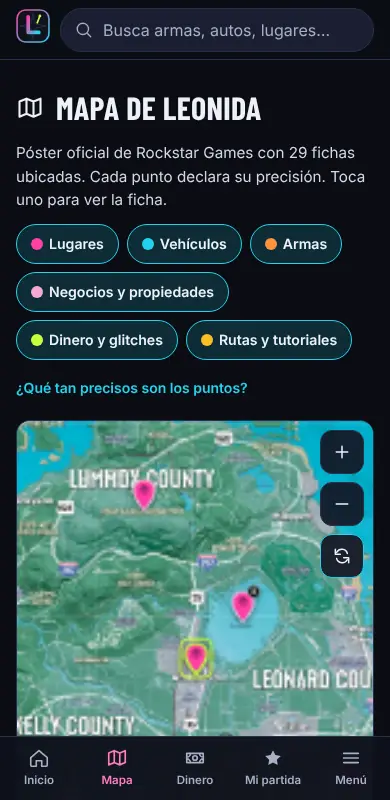 Busca armas, autos, lugares...
MAPA DE LEONIDA
Póster oficial de Rockstar Games con 29 fichas
ubicadas. Cada punto declara su precisión. Toca
uno para ver la ficha.
Lugares
Vehículos
Armas
Negocios y propiedades
Dinero y glitches
Rutas y tutoriales
¿Qué tan precisos son los puntos?
LUMMOX COUNTY
LEONARD COU
KELLY COUNTY
Inicio
Mapa
Dinero
Mi partida
Menú